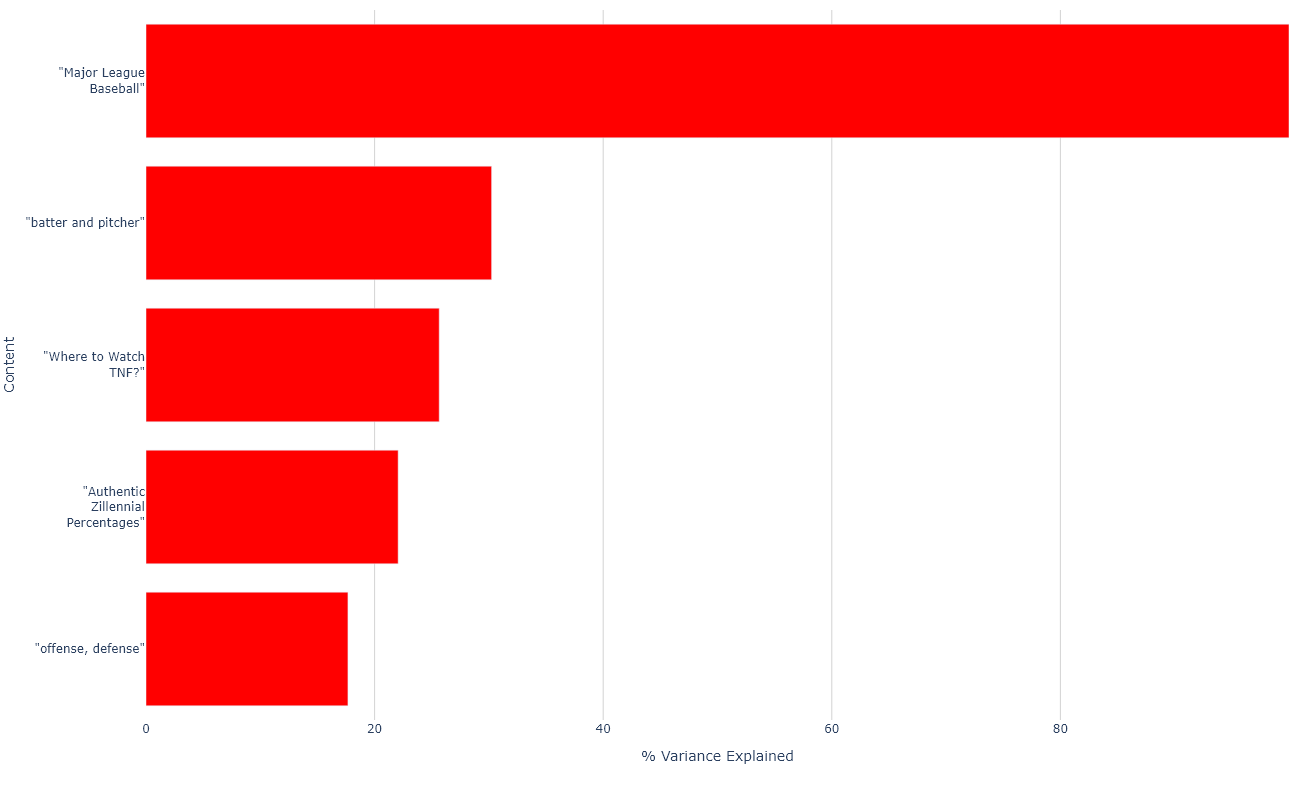 "Major League
Baseball"
"batter and pitcher"
"Where to Watch
TNF?"
"Authentic
Zillennial
Percentages"
"offense, defense"
Content
0 20 40 60 80
% Variance Explained